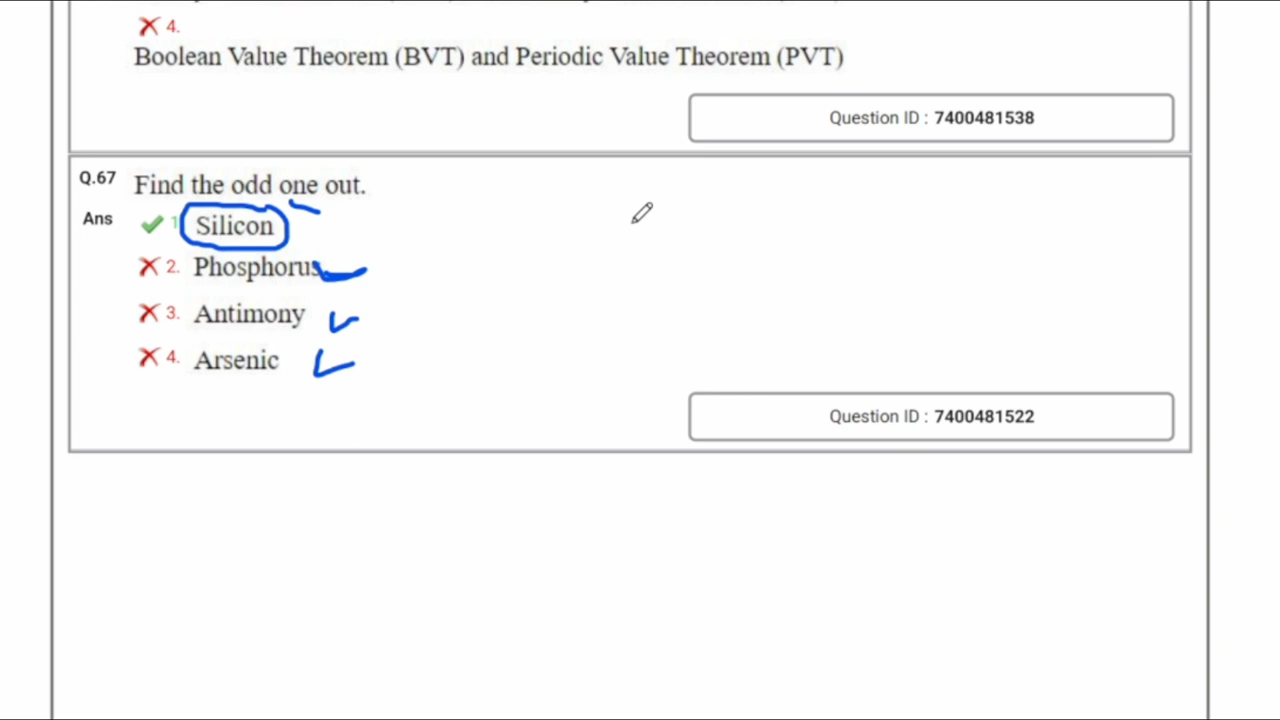 4.
Boolean Value Theorem (BVT) and Periodic Value Theorem (PVT)
Question ID : 7400481538
Q.67 Find the odd one out.
Ans 1 Silicon
2. Phosphorus
3. Antimony
4. Arsenic
Question ID : 7400481522